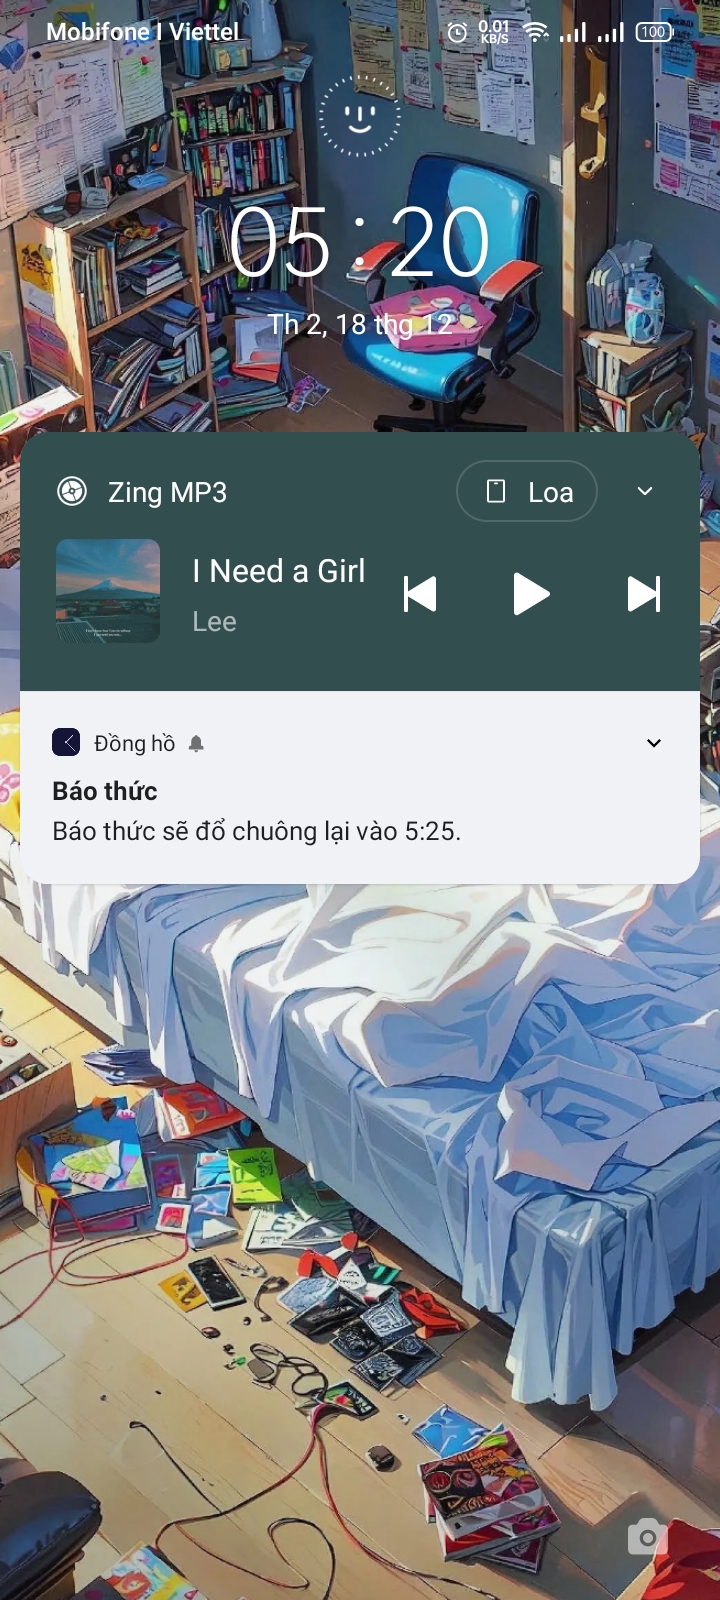 Mobifone I Viettel
0.01
KB/S
100
05 : 20
Th 2, 18 thg 12
Zing MP3
Loa
I Need a Girl
Lee
Đồng hồ
Báo thức
Báo thức sẽ đổ chuông lại vào 5:25.